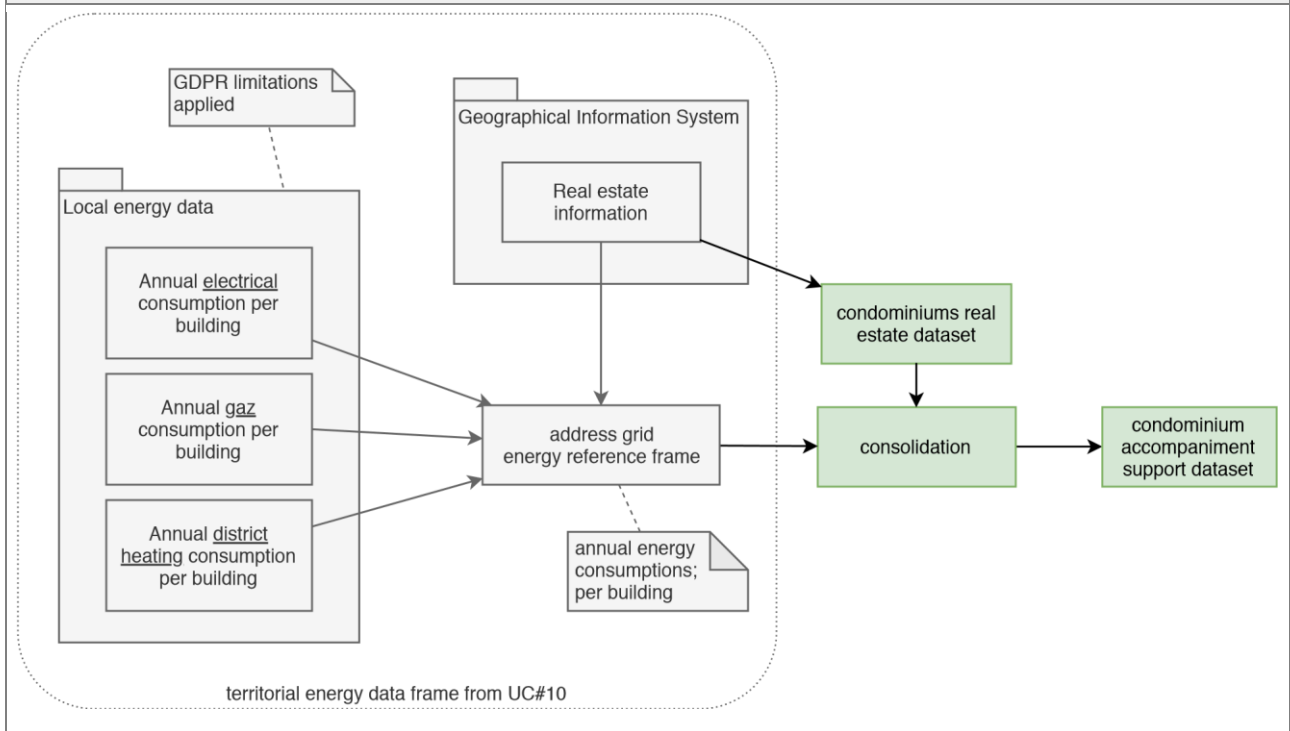 GDPR limitations
applied
Geographical Information System
Real estate
information
Local energy data
Annual electrical
consumption per
building
Annual gaz
consumption per
building
Annual district
heating consumption
per building
address grid
energy reference frame
annual energy
consumptions;
per building
condominiums real
estate dataset
consolidation
condominium
accompaniment
support dataset
territorial energy data frame from UC#10